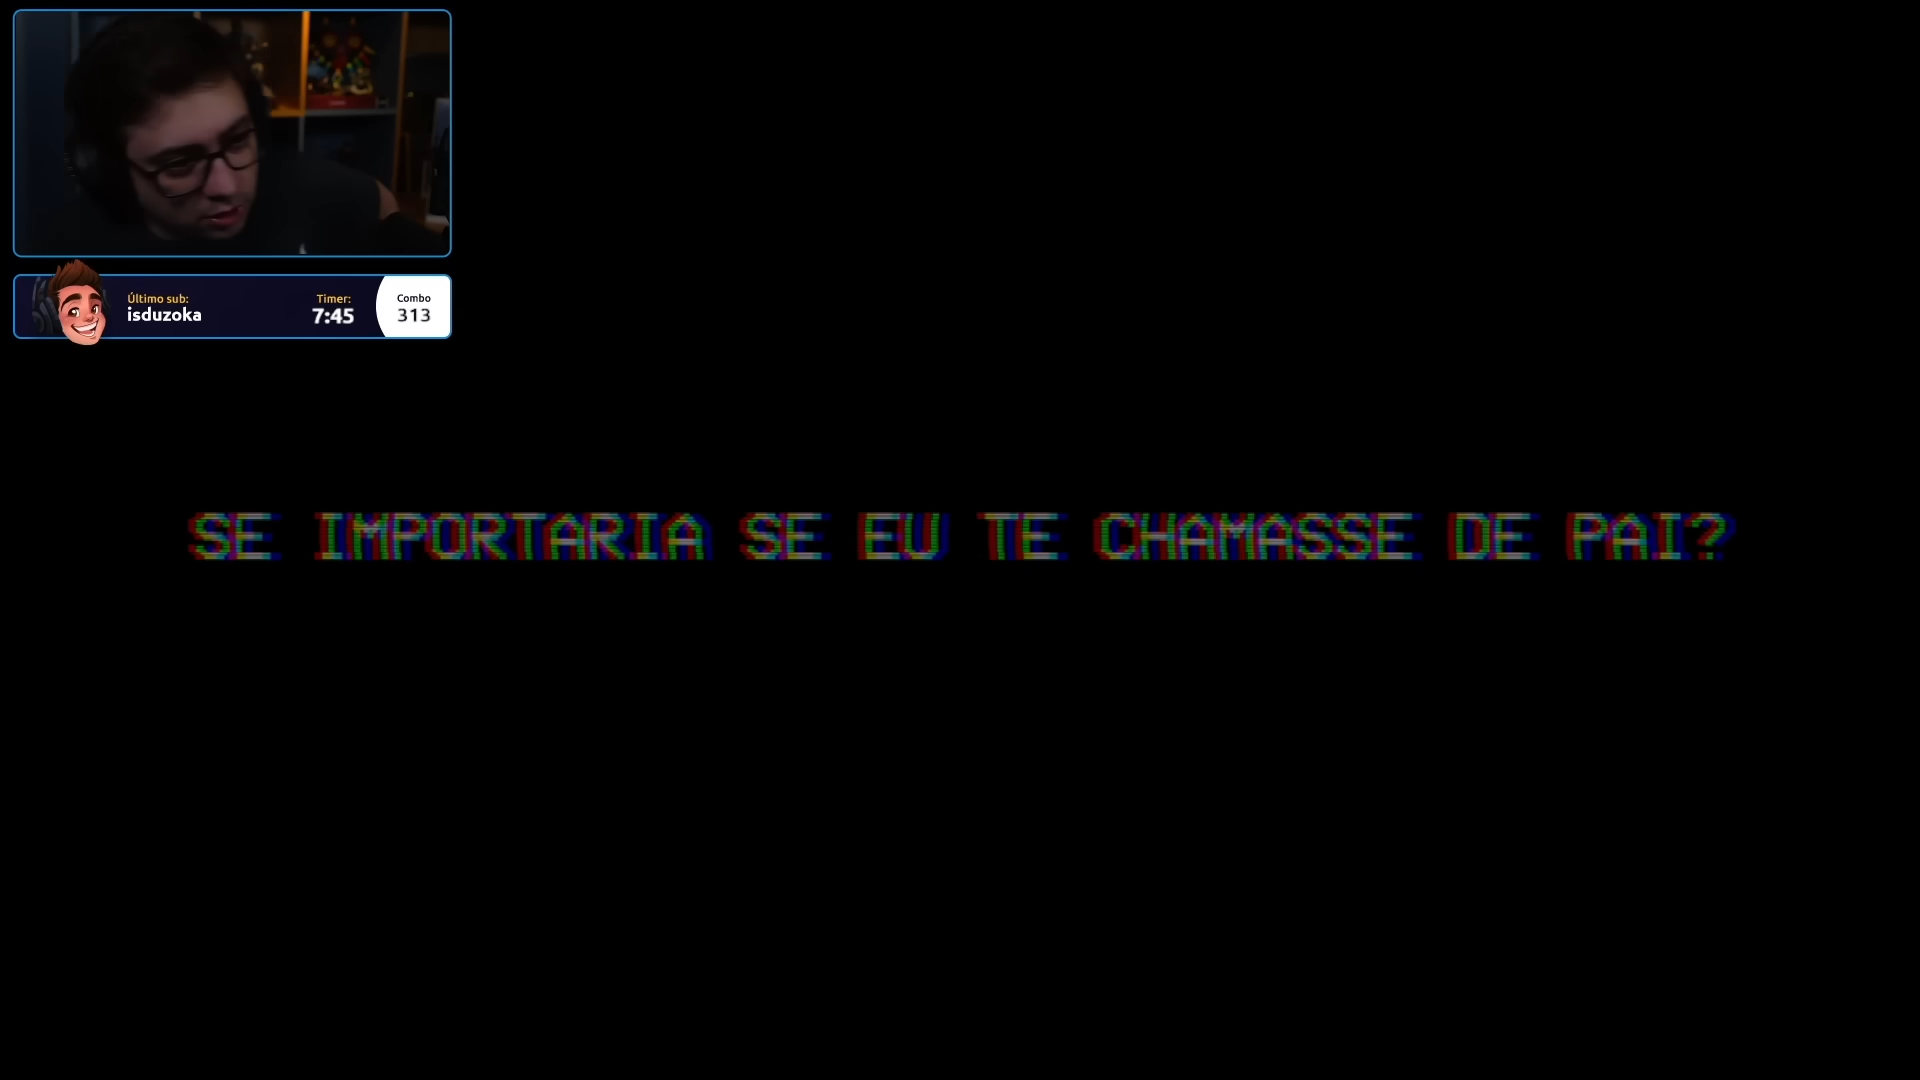 Último sub:
isduzoka
Timer:
7:45
Combo
313
SE IMPORTARIA SE EU TE CHAMASSE DE PAI?